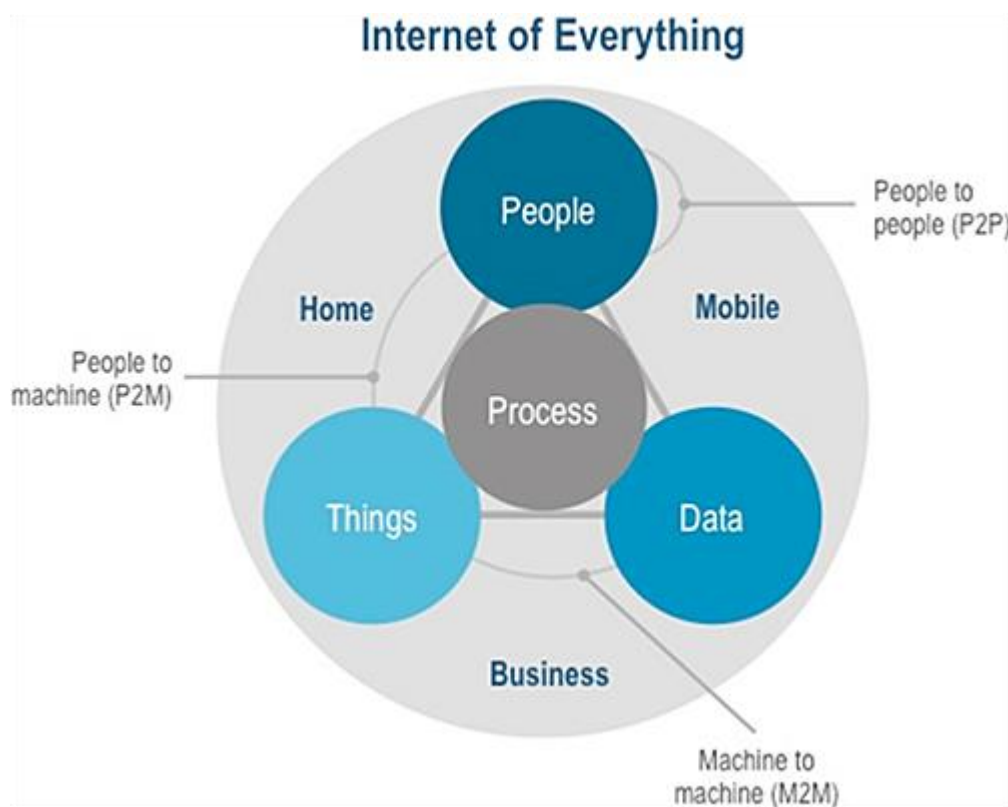 Internet of Everything
People
People to
people (P2P)
Home
Mobile
People to
machine (P2M)
Process
Things
Data
Business
Machine to
machine (M2M)